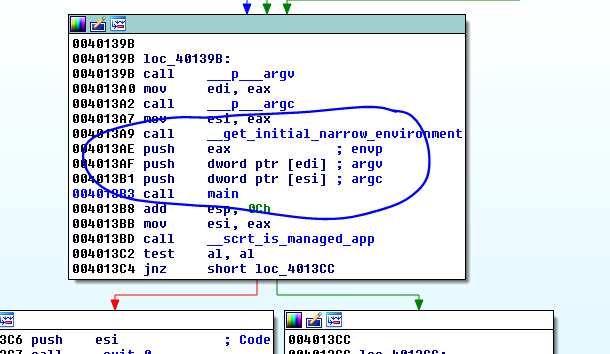 0040139B
0040139B loc_40139B:
0040139B call ___p___argv
004013A0 mov edi, eax
004013A2 call ___p___argc
004013A7 mov esi, eax
004013A9 call __get_initial_narrow_environment
004013AE push eax ; envp
004013AF push dword ptr [edi] ; argv
004013B1 push dword ptr [esi] ; argc
004013B3 call main
004013B8 add esp, 0Ch
004013BB mov esi, eax
004013BD call __scrt_is_managed_app
004013C2 test al, al
004013C4 jnz short loc_4013CC
3C6 push esi ; Code
004013CC